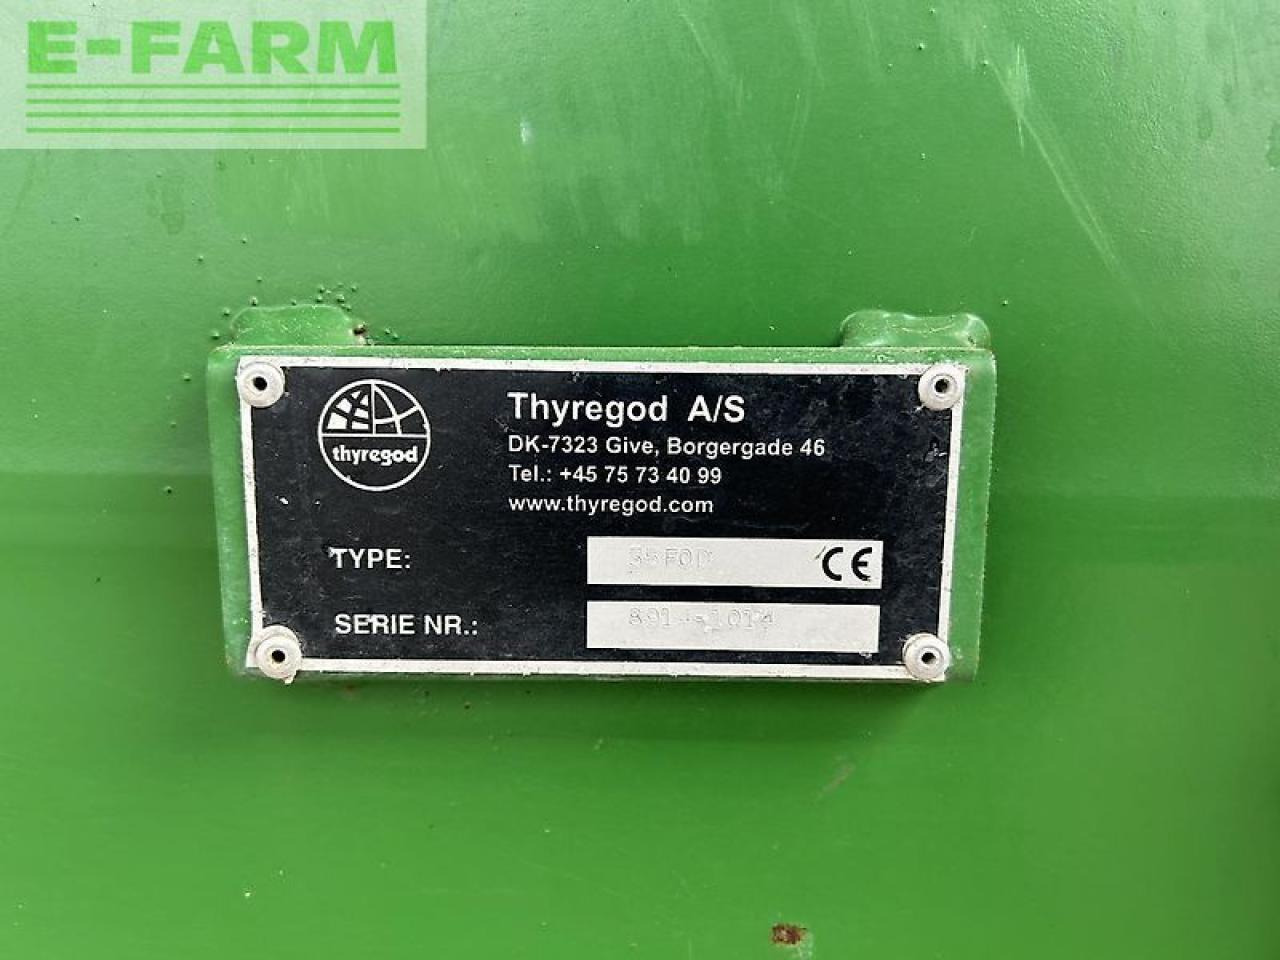 E-FARM
thyregod
Thyregod A/S
DK-7323 Give, Borgergade 46
Tel.: +45 75 73 40 99
www.thyregod.com
TYPE:
CE
SERIE NR.: